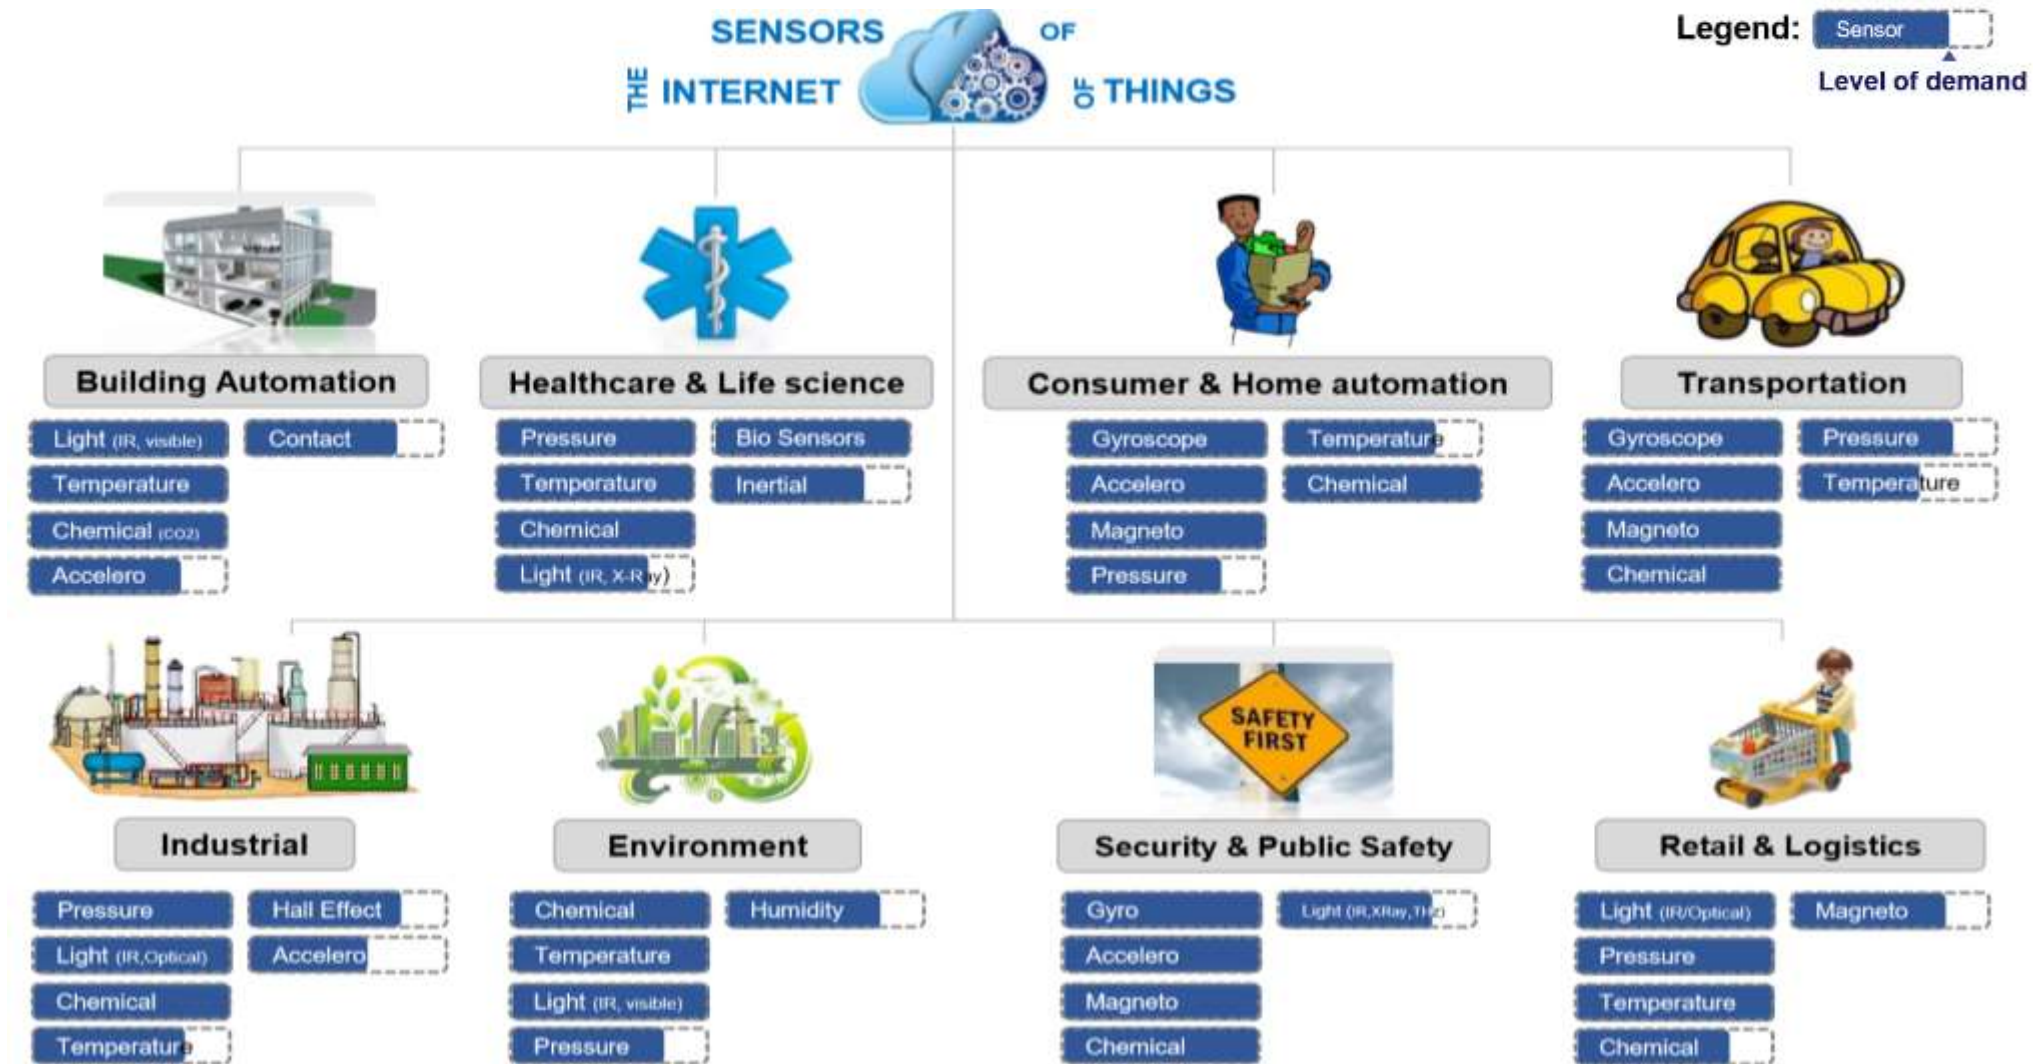 SENSORS OF
THE INTERNET OF THINGS
Legend: Sensor
Level of demand
Building Automation
Light (IR, visible)
Temperature
Chemical (CO2)
Accelero
Contact
Healthcare & Life science
Pressure
Temperature
Chemical
Light (IR, X-Ray)
Bio Sensors
Inertial
Consumer & Home automation
Gyroscope
Accelero
Magneto
Pressure
Temperature
Chemical
Transportation
Gyroscope
Accelero
Magneto
Chemical
Pressure
Temperature
Industrial
Pressure
Light (IR,Optical)
Chemical
Temperature
Hall Effect
Accelero
Environment
Chemical
Temperature
Light (IR, visible)
Pressure
Humidity
SAFETY
FIRST
Security & Public Safety
Gyro
Accelero
Magneto
Chemical
Light (IR,XRay,THz)
Retail & Logistics
Light (IR/Optical)
Pressure
Temperature
Chemical
Magneto